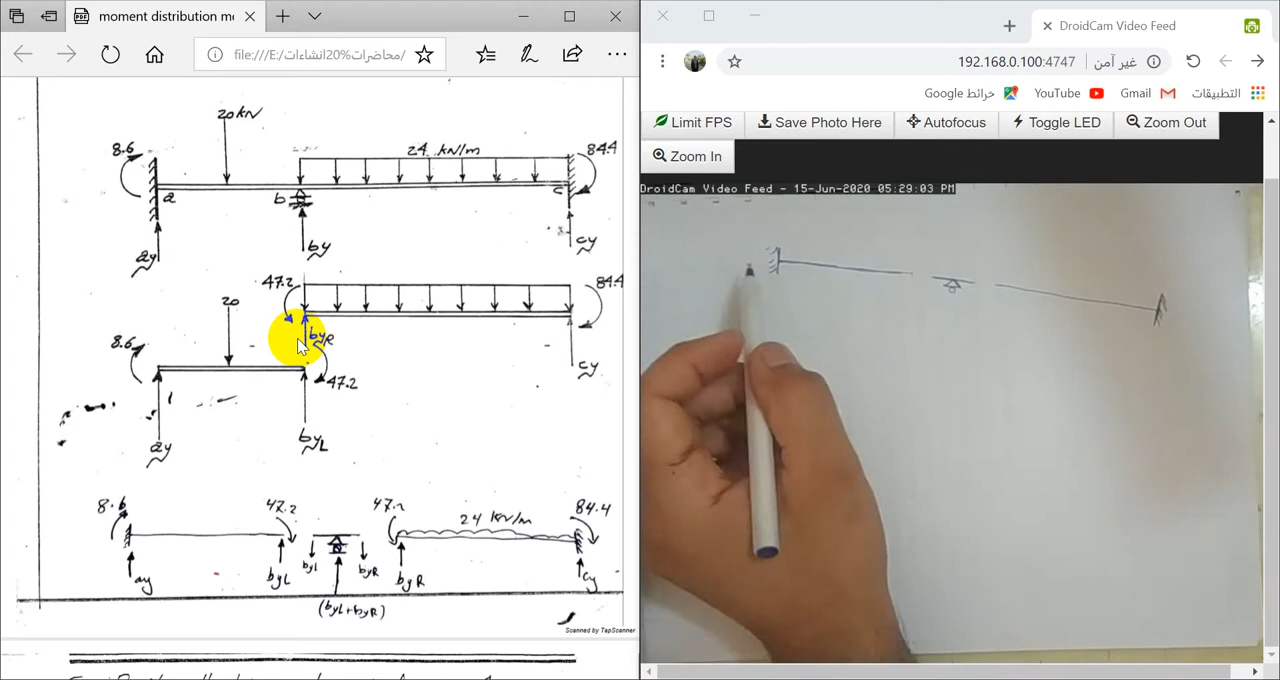 moment distribution me
file:///E:/محاضرات%20انشاءات/
8.6
20 kN
24 kN/m
84.4
a
b
c
ay
by
cy
47.2
84.4
20
byR
8.6
47.2
cy
ay
byL
8.6
47.2
47.2
24 kN/m
84.4
ay
byL
byL
byR
byR
cy
(byL+byR)
Scanned by TapScanner
DroidCam Video Feed
192.168.0.100:4747
غير آمن
خرائط Google
YouTube
Gmail
التطبيقات
Limit FPS
Save Photo Here
Autofocus
Toggle LED
Zoom Out
Zoom In
DroidCam Video Feed - 15-Jun-2020 05:29:03 PM